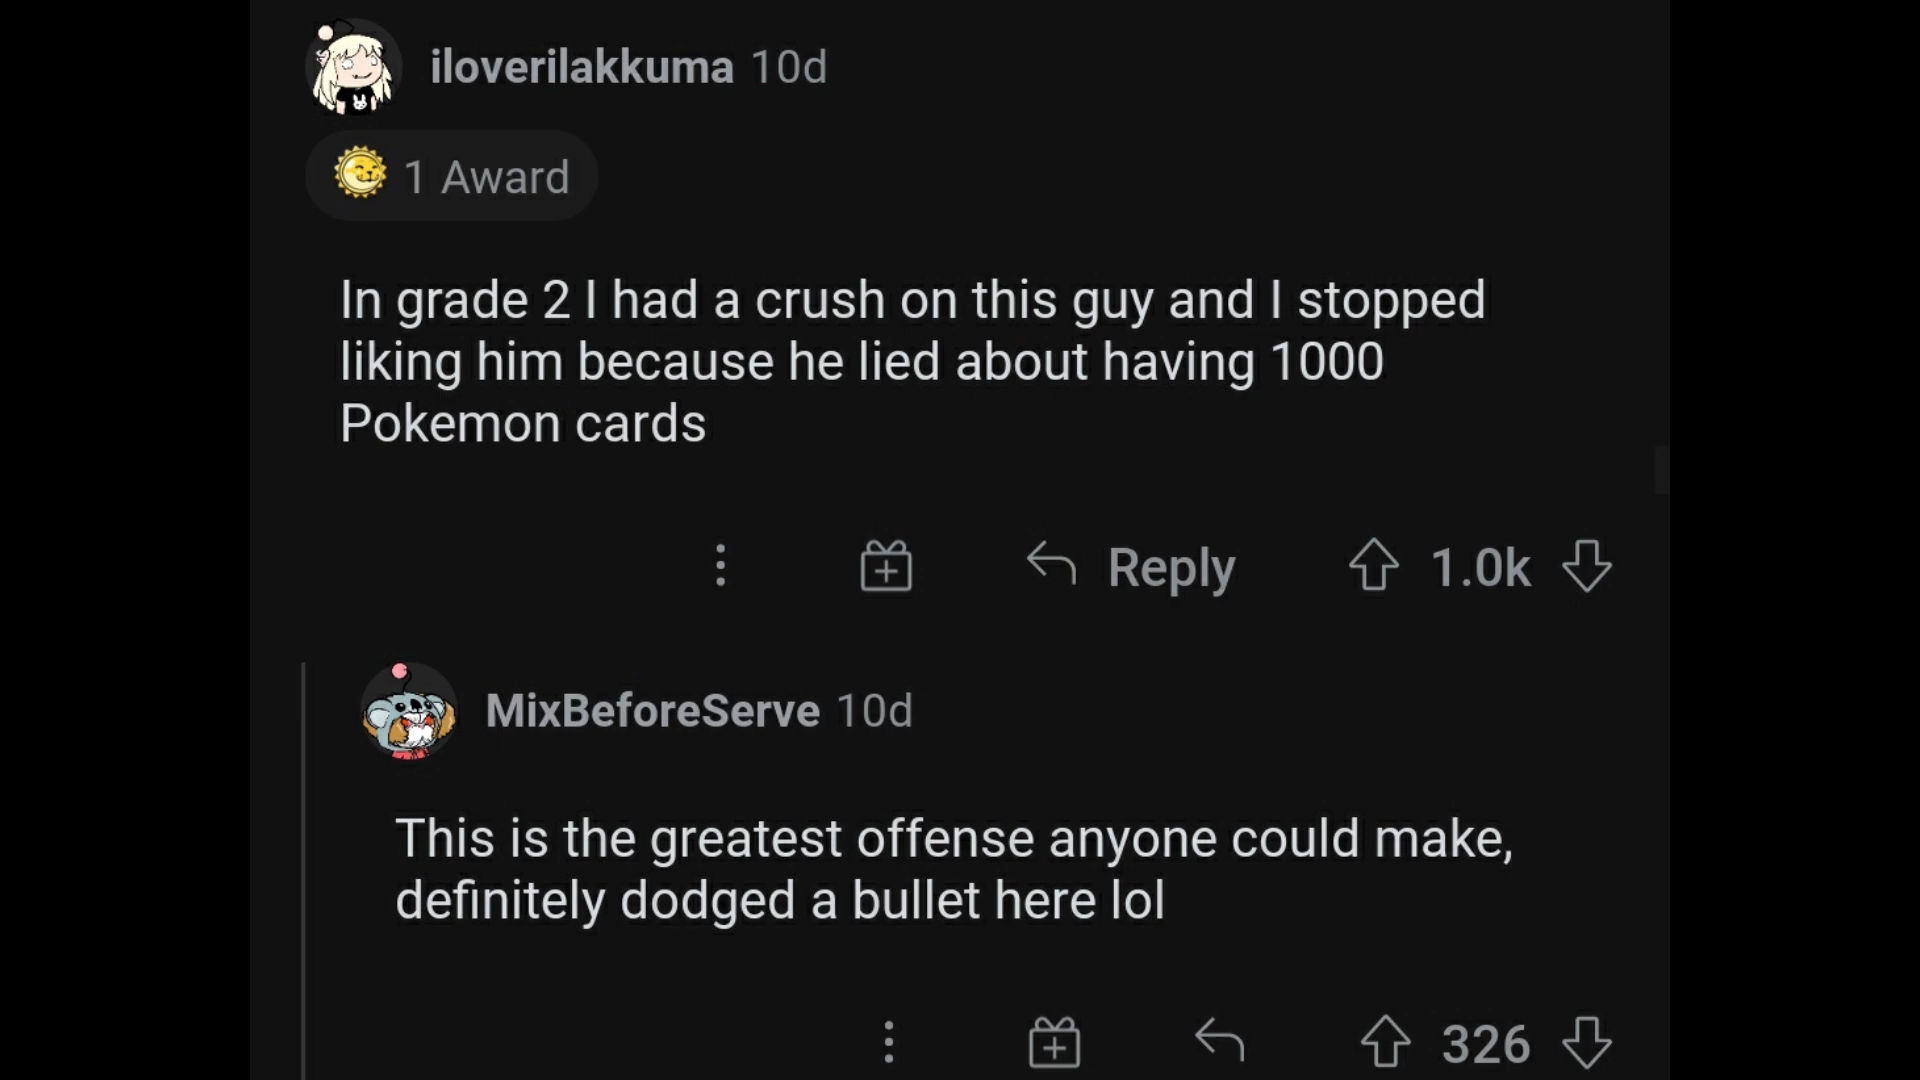 iloverilakkuma 10d
1 Award
In grade 2 I had a crush on this guy and I stopped
liking him because he lied about having 1000
Pokemon cards
Reply 1.0k
MixBeforeServe 10d
This is the greatest offense anyone could make,
definitely dodged a bullet here lol
326